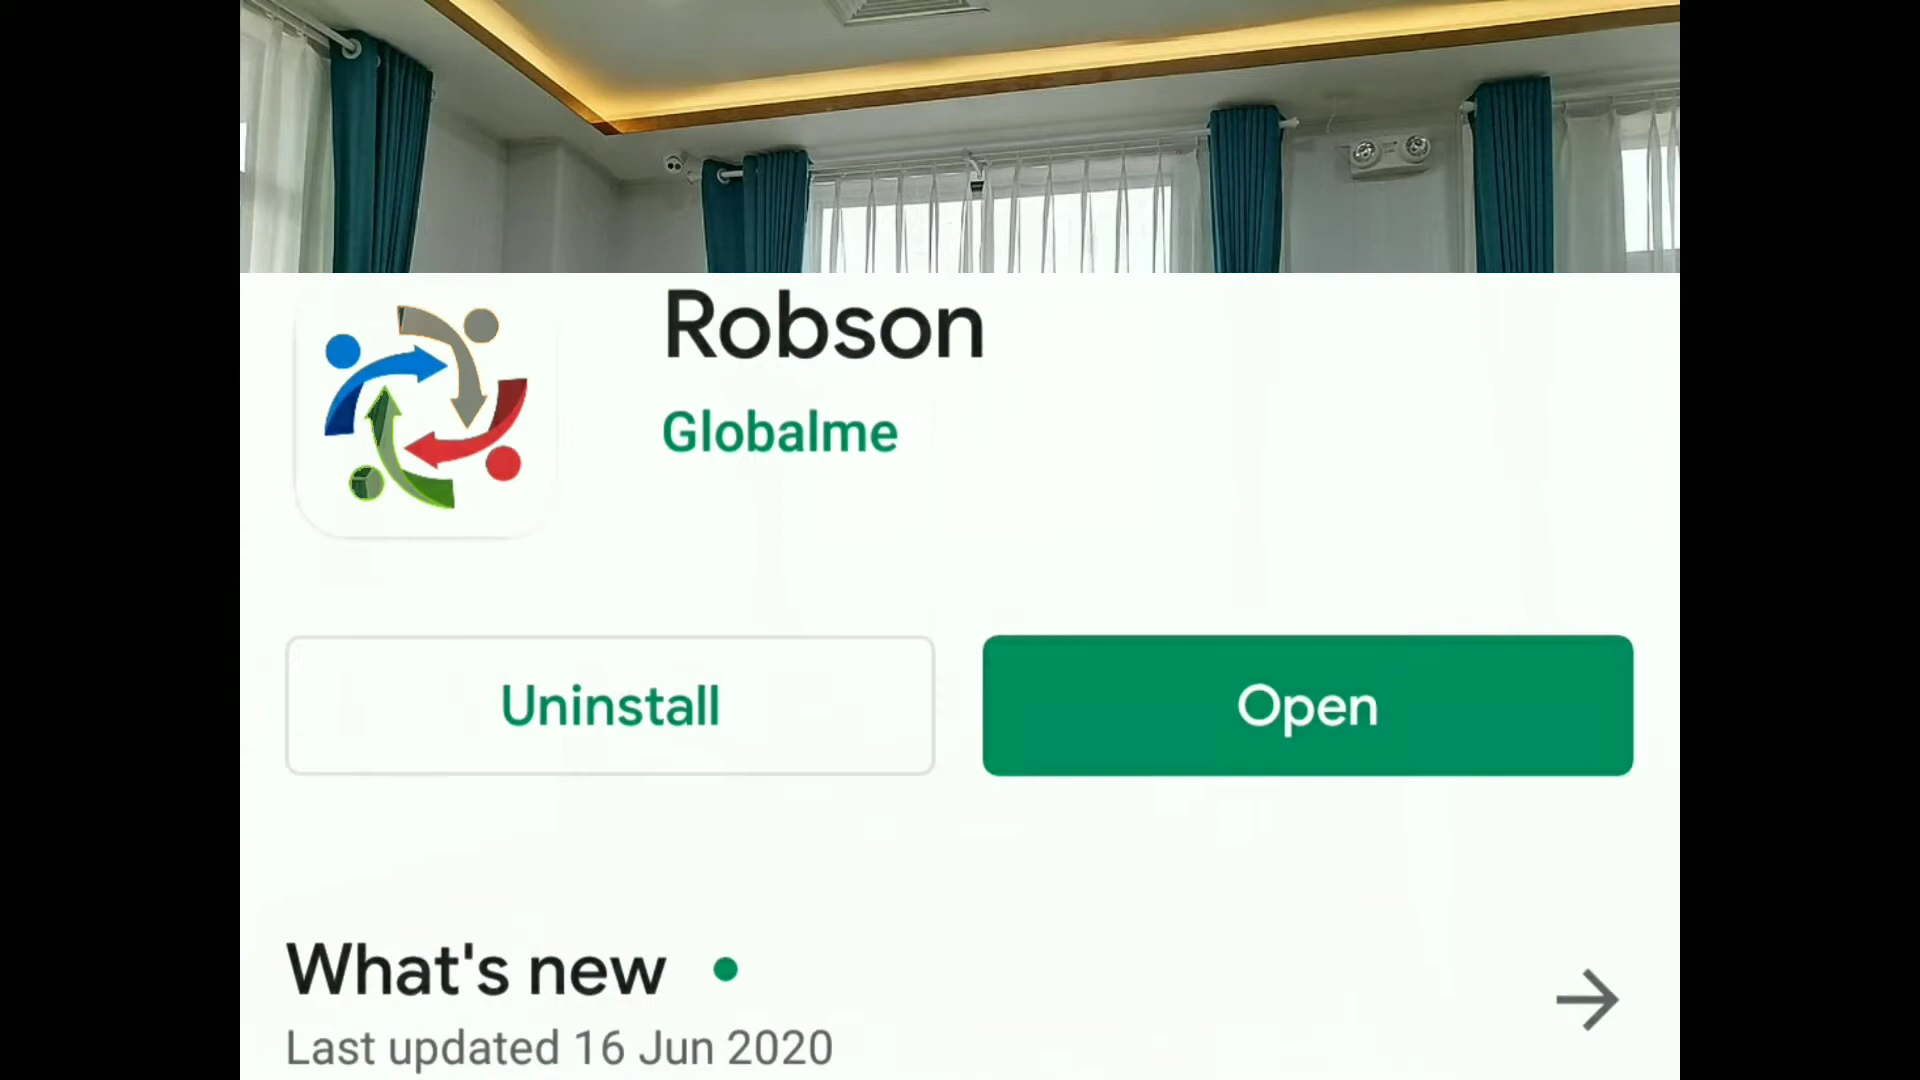 Robson
Globalme
Uninstall
Open
What's new
Last updated 16 Jun 2020